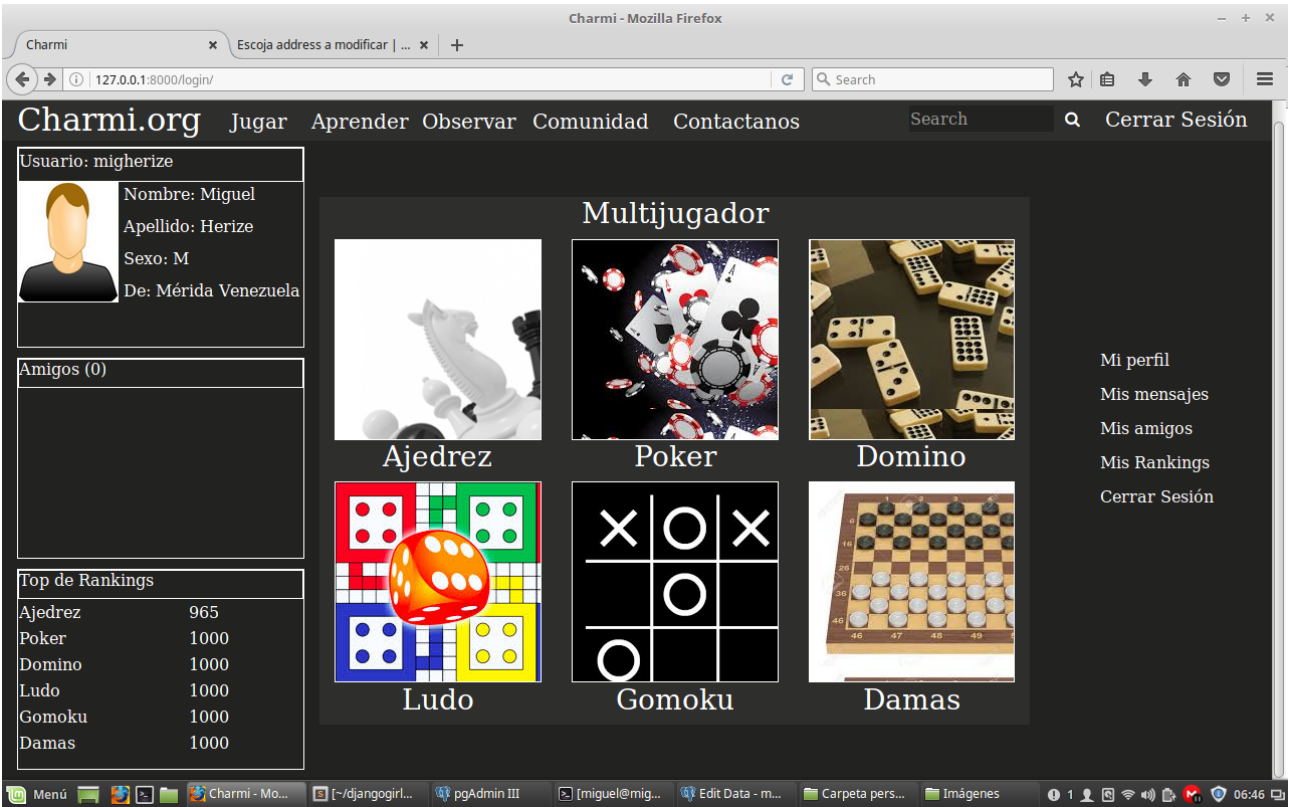 Charmi - Mozilla Firefox
Charmi
Escoja address a modificar | ...
127.0.0.1:8000/login/
Search
Charmi.org Jugar Aprender Observar Comunidad Contactanos Search Cerrar Sesión
Usuario: migherize
Nombre: Miguel
Apellido: Herize
Sexo: M
De: Mérida Venezuela
Amigos (0)
Top de Rankings
Ajedrez 965
Poker 1000
Domino 1000
Ludo 1000
Gomoku 1000
Damas 1000
Multijugador
Ajedrez Poker Domino
Ludo Gomoku Damas
Mi perfil
Mis mensajes
Mis amigos
Mis Rankings
Cerrar Sesión
Menú Charmi - Mo... [~/djangogirl... pgAdmin III [miguel@mig... Edit Data - m... Carpeta pers... Imágenes 1 06:46